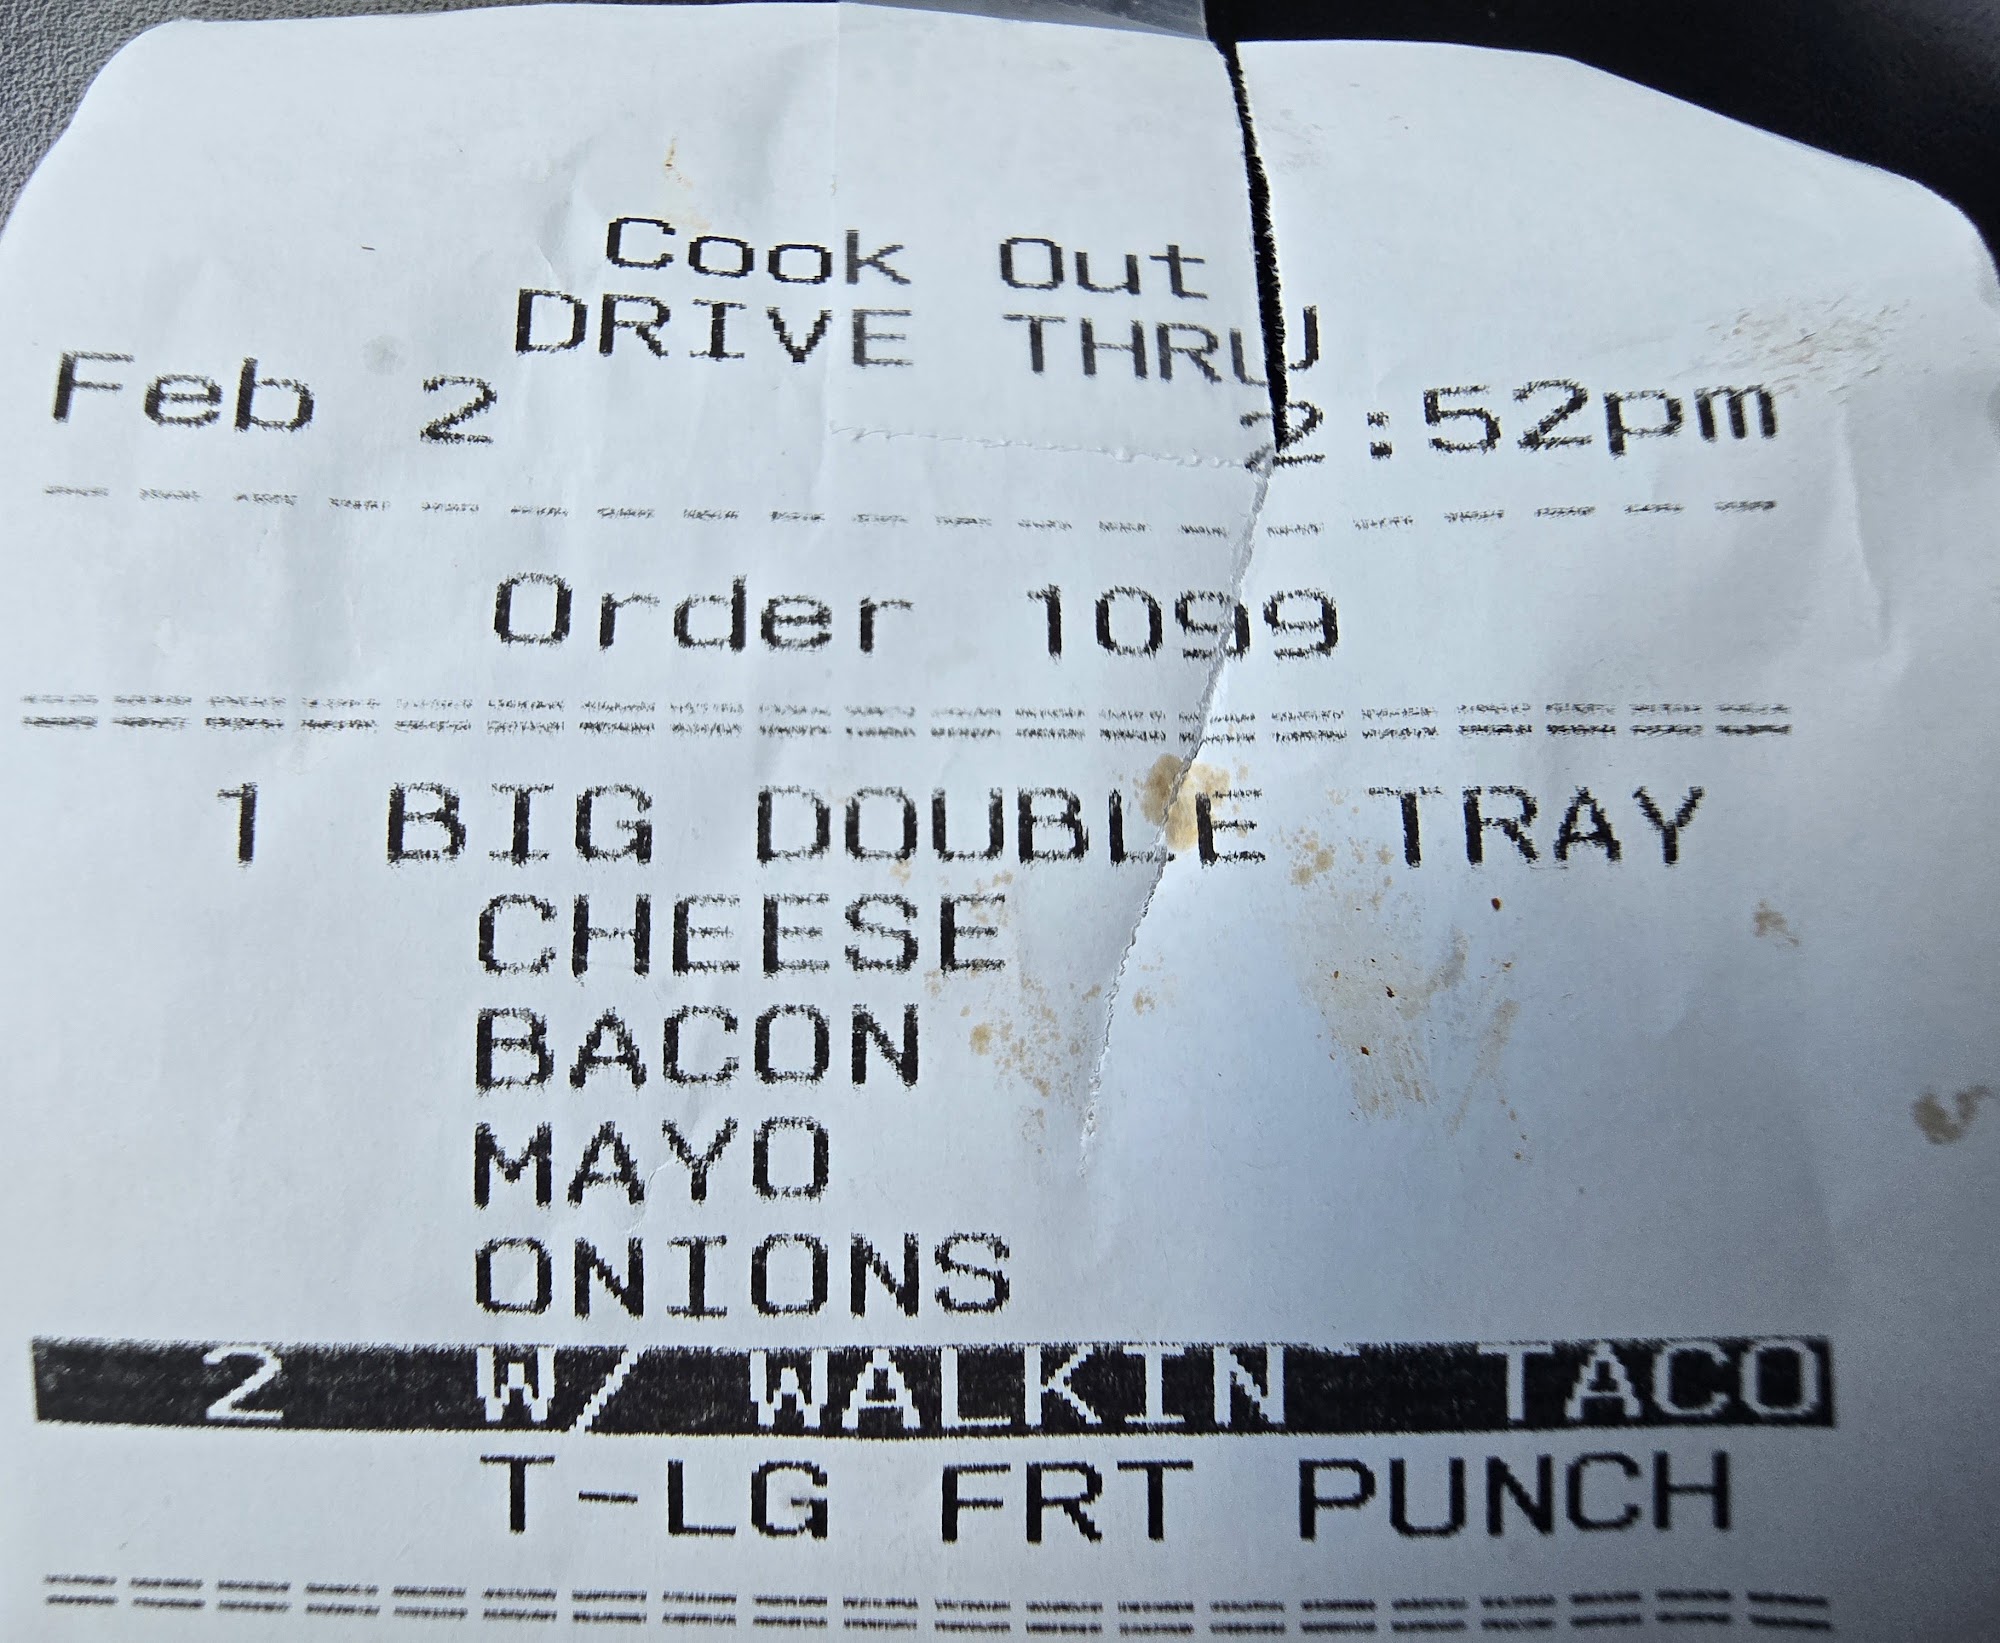 Cook Out
DRIVE THRU
Feb 2 2:52pm
Order 1099
1 BIG DOUBLE TRAY
CHEESE
BACON
MAYO
ONIONS
2 W/ WALKIN' TACO
T-LG FRT PUNCH